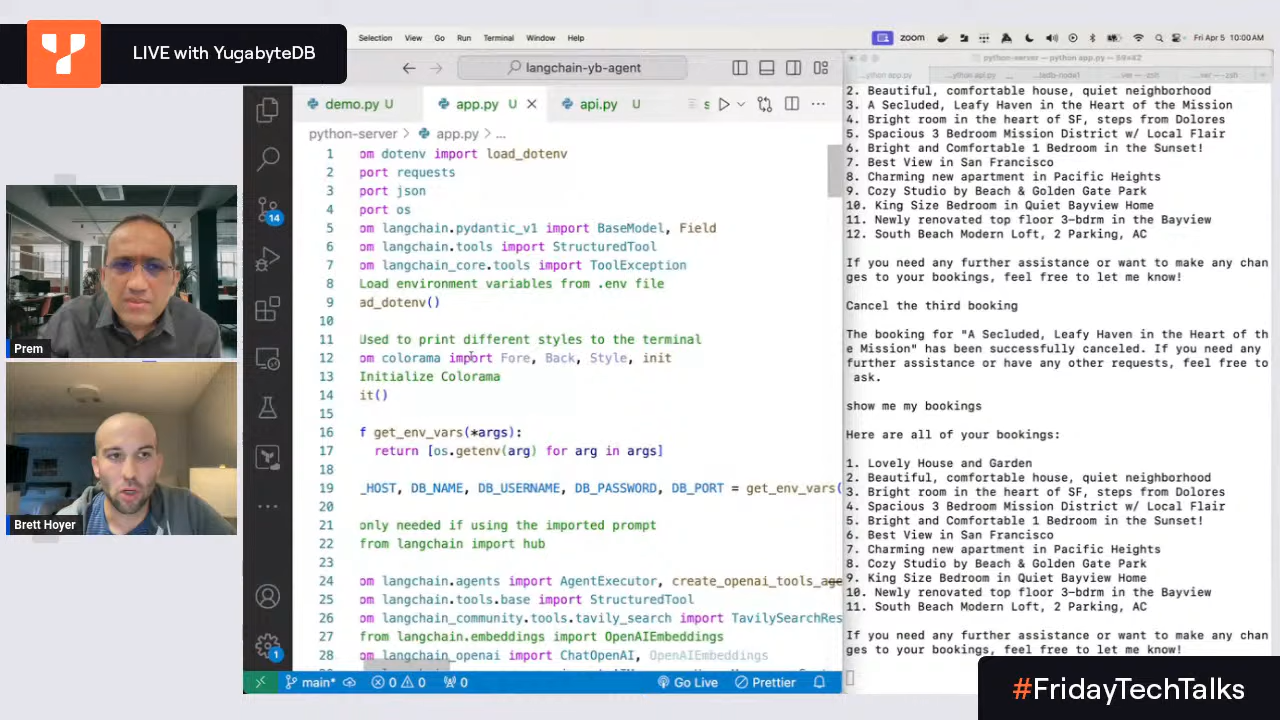 LIVE with YugabyteDB
Selection View Go Run Terminal Window Help
zoom
Fri Apr 5 10:00 AM
langchain-yb-agent
python-server — python app.py — 59×42
demo.py U
app.py U
api.py U
python-server > app.py > ...
1 om dotenv import load_dotenv
2 port requests
3 port json
4 port os
5 om langchain.pydantic_v1 import BaseModel, Field
6 om langchain.tools import StructuredTool
7 om langchain_core.tools import ToolException
8 Load environment variables from .env file
9 ad_dotenv()
10
11 Used to print different styles to the terminal
12 om colorama import Fore, Back, Style, init
13 Initialize Colorama
14 it()
15
16 f get_env_vars(*args):
17 return [os.getenv(arg) for arg in args]
18
19 _HOST, DB_NAME, DB_USERNAME, DB_PASSWORD, DB_PORT = get_env_vars(
20
21 only needed if using the imported prompt
22 from langchain import hub
23
24 om langchain.agents import AgentExecutor, create_openai_tools_age
25 om langchain.tools.base import StructuredTool
26 om langchain_community.tools.tavily_search import TavilySearchRes
27 from langchain.embeddings import OpenAIEmbeddings
28 om langchain_openai import ChatOpenAI, OpenAIEmbeddings
14
1
main*
0 0
0
Go Live
Prettier
2. Beautiful, comfortable house, quiet neighborhood
3. A Secluded, Leafy Haven in the Heart of the Mission
4. Bright room in the heart of SF, steps from Dolores
5. Spacious 3 Bedroom Mission District w/ Local Flair
6. Bright and Comfortable 1 Bedroom in the Sunset!
7. Best View in San Francisco
8. Charming new apartment in Pacific Heights
9. Cozy Studio by Beach & Golden Gate Park
10. King Size Bedroom in Quiet Bayview Home
11. Newly renovated top floor 3-bdrm in the Bayview
12. South Beach Modern Loft, 2 Parking, AC
If you need any further assistance or want to make any chan
ges to your bookings, feel free to let me know!
Cancel the third booking
The booking for "A Secluded, Leafy Haven in the Heart of th
e Mission" has been successfully canceled. If you need any
further assistance or have any other requests, feel free to
ask.
show me my bookings
Here are all of your bookings:
1. Lovely House and Garden
2. Beautiful, comfortable house, quiet neighborhood
3. Bright room in the heart of SF, steps from Dolores
4. Spacious 3 Bedroom Mission District w/ Local Flair
5. Bright and Comfortable 1 Bedroom in the Sunset!
6. Best View in San Francisco
7. Charming new apartment in Pacific Heights
8. Cozy Studio by Beach & Golden Gate Park
9. King Size Bedroom in Quiet Bayview Home
10. Newly renovated top floor 3-bdrm in the Bayview
11. South Beach Modern Loft, 2 Parking, AC
If you need any further assistance or want to make any chan
ges to your bookings, feel free to let me know!
Prem
Brett Hoyer
#FridayTechTalks